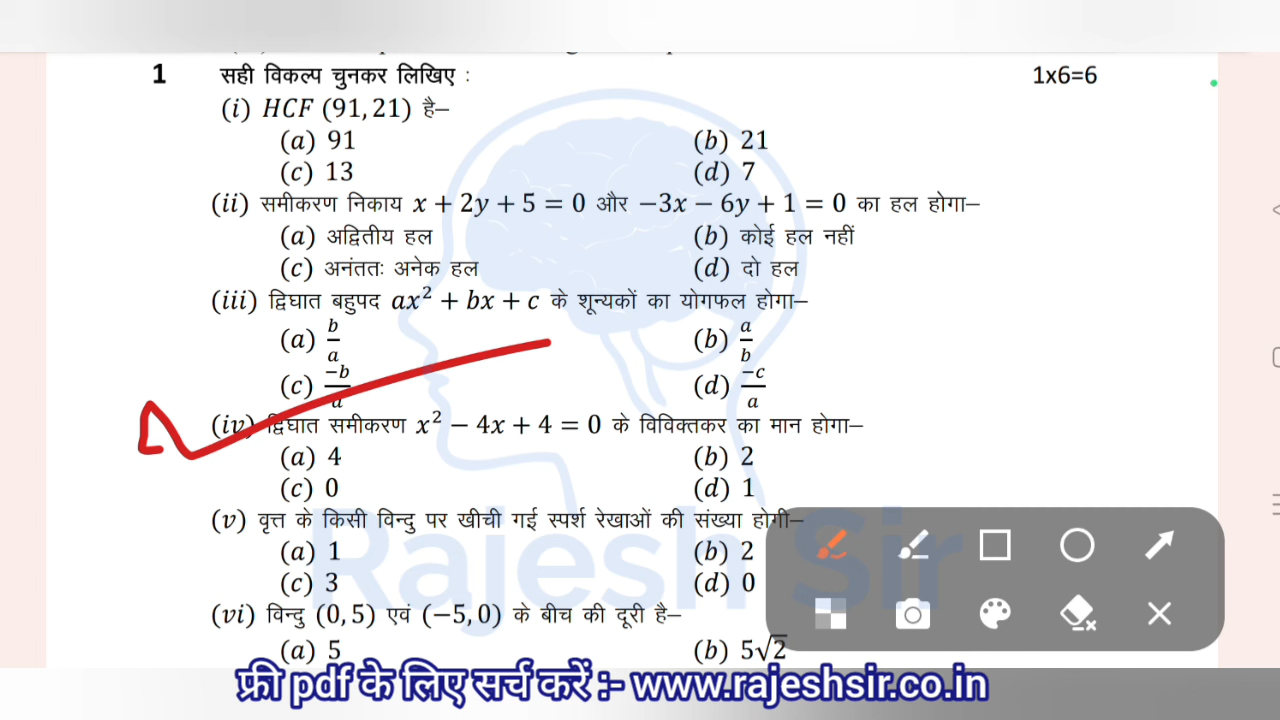 1 सही विकल्प चुनकर लिखिए : 1x6=6
(i) HCF (91, 21) है–
(a) 91 (b) 21
(c) 13 (d) 7
(ii) समीकरण निकाय x + 2y + 5 = 0 और −3x − 6y + 1 = 0 का हल होगा–
(a) अद्वितीय हल (b) कोई हल नहीं
(c) अनंततः अनेक हल (d) दो हल
(iii) द्विघात बहुपद ax² + bx + c के शून्यकों का योगफल होगा–
(a) b/a (b) a/b
(c) −b/a (d) −c/a
(iv) द्विघात समीकरण x² − 4x + 4 = 0 के विविक्तकर का मान होगा–
(a) 4 (b) 2
(c) 0 (d) 1
(v) वृत्त के किसी विन्दु पर खीची गई स्पर्श रेखाओं की संख्या होगी–
(a) 1 (b) 2
(c) 3 (d) 0
Rajesh Sir
(vi) विन्दु (0, 5) एवं (−5, 0) के बीच की दूरी है–
(a) 5 (b) 5√2
फ्री pdf के लिए सर्च करें :- www.rajeshsir.co.in